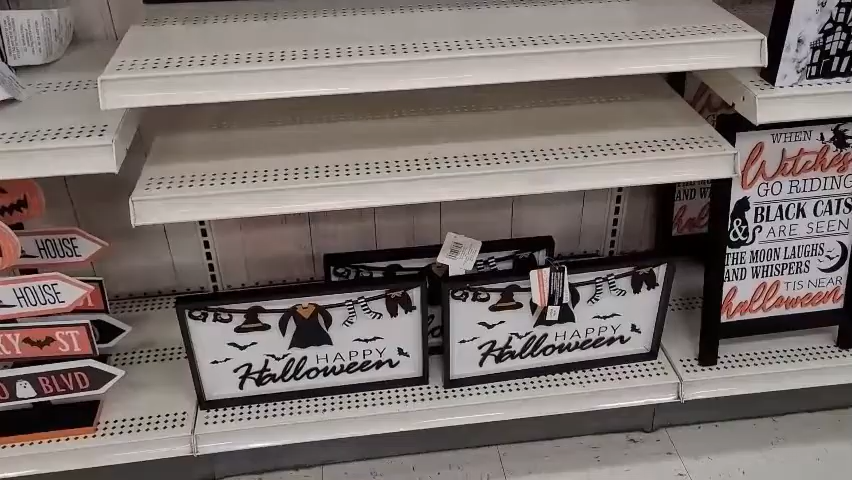 HOUSE
HOUSE
KY ST
BLVD
HAPPY
Halloween
HAPPY
Halloween
WHEN
Witches
GO RIDING
BLACK CATS
& ARE SEEN
THE MOON LAUGHS
AND WHISPERS
'TIS NEAR
halloween